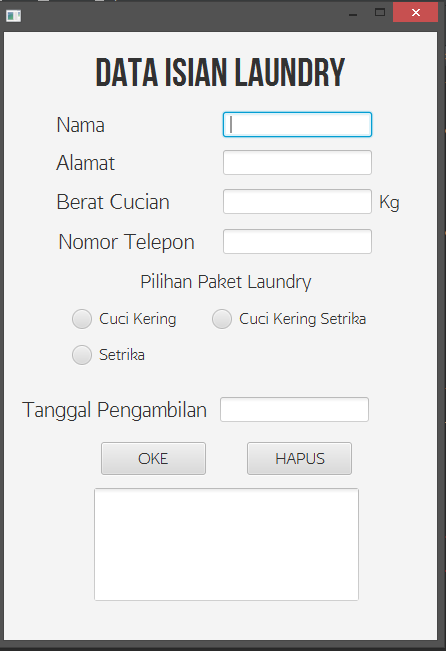 DATA ISIAN LAUNDRY
Nama
Alamat
Berat Cucian Kg
Nomor Telepon
Pilihan Paket Laundry
Cuci Kering Cuci Kering Setrika
Setrika
Tanggal Pengambilan
OKE HAPUS